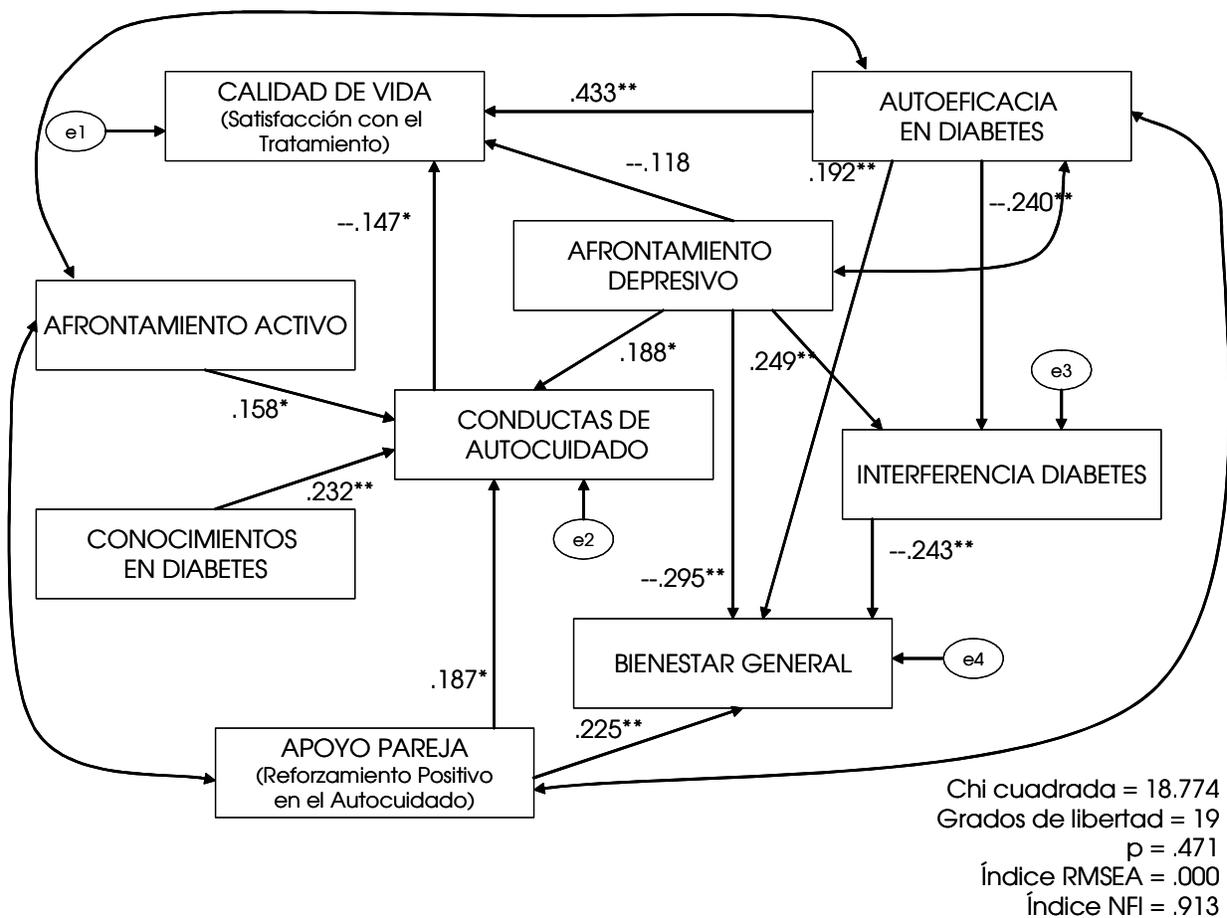 CALIDAD DE VIDA
(Satisfacción con el
Tratamiento)
e1
.433**
AUTOEFICACIA
EN DIABETES
--.118
.192**
--.240**
--.147*
AFRONTAMIENTO
DEPRESIVO
AFRONTAMIENTO ACTIVO
.188*
.249**
e3
.158*
CONDUCTAS DE
AUTOCUIDADO
INTERFERENCIA DIABETES
.232**
CONOCIMIENTOS
EN DIABETES
e2
--.243**
--.295**
BIENESTAR GENERAL
e4
.187*
.225**
APOYO PAREJA
(Reforzamiento Positivo
en el Autocuidado)
Chi cuadrada = 18.774
Grados de libertad = 19
p = .471
Índice RMSEA = .000
Índice NFI = .913